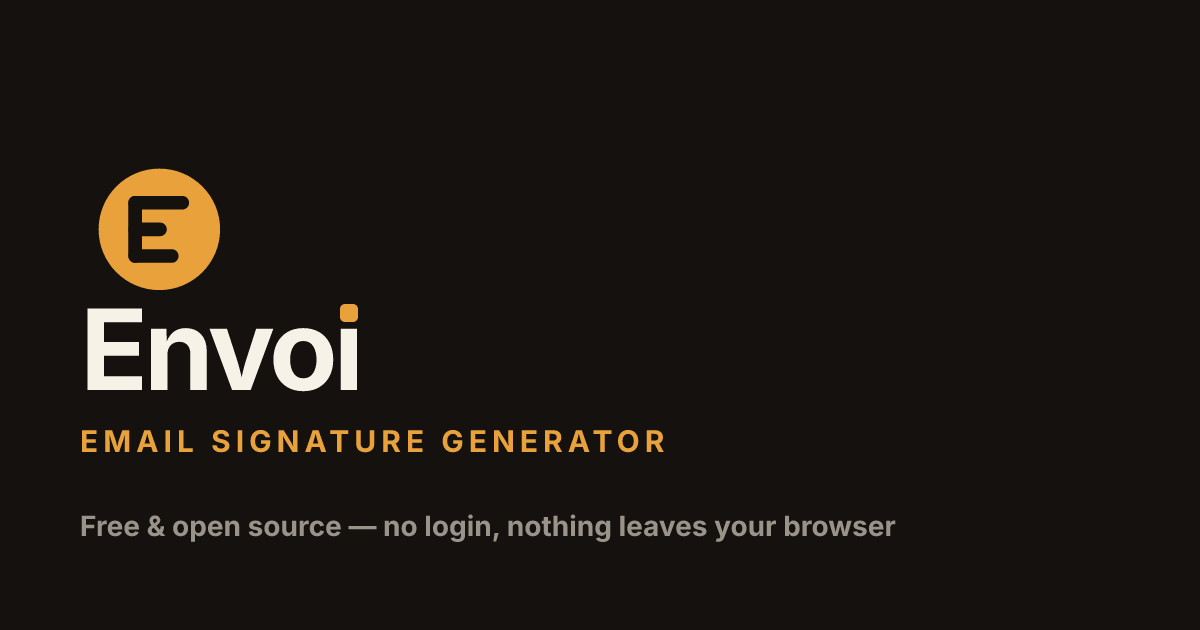 E
Envoi
EMAIL SIGNATURE GENERATOR
Free & open source — no login, nothing leaves your browser